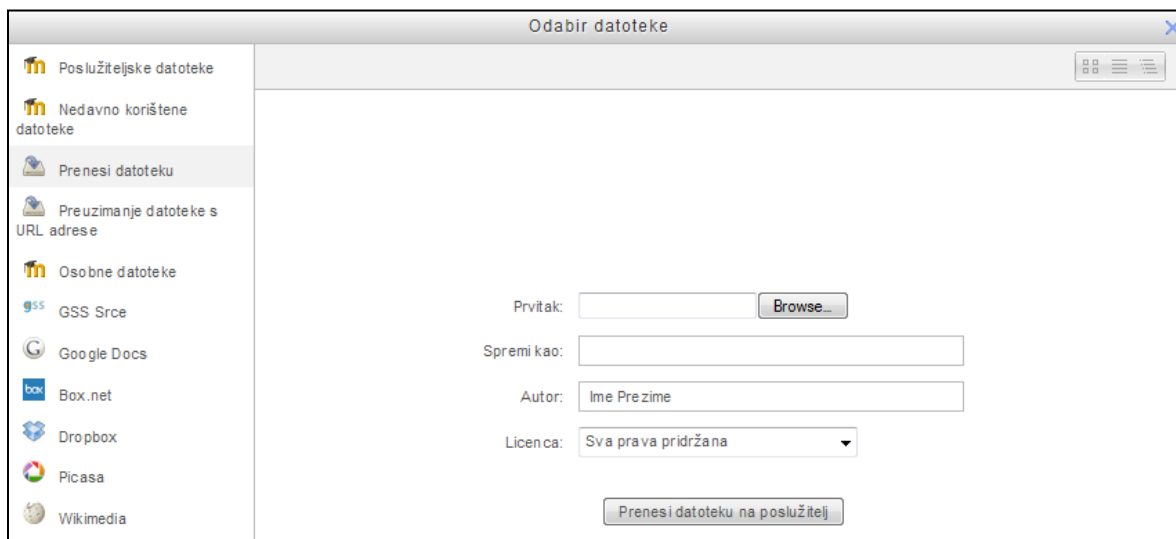 Odabir datoteke
Poslužiteljske datoteke
Nedavno korištene
datoteke
Prenesi datoteku
Preuzimanje datoteke s
URL adrese
Osobne datoteke
gss GSS Srce
G Google Docs
box Box.net
Dropbox
Picasa
Wikimedia
Prvitak: Browse...
Spremi kao:
Autor: Ime Prezime
Licenca: Sva prava pridržana
Prenesi datoteku na poslužitelj